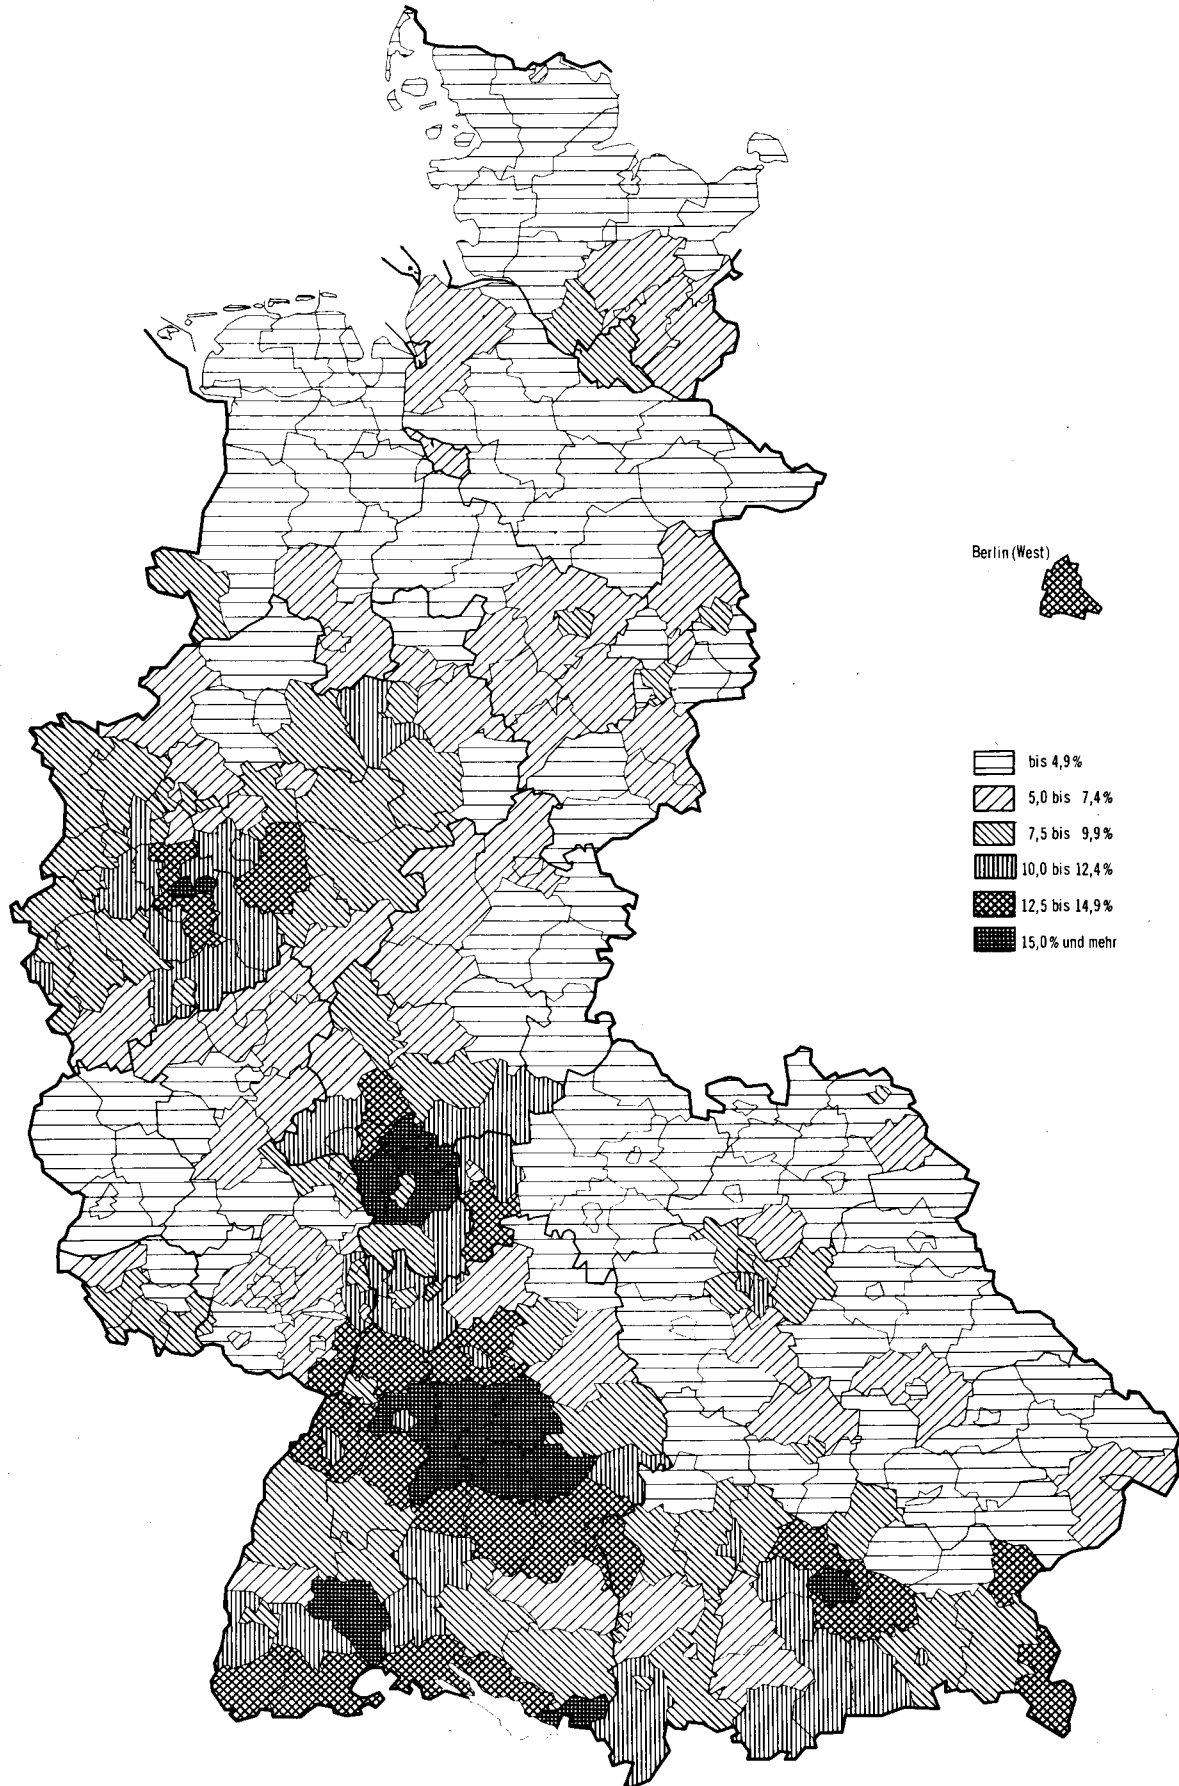 Berlin (West)
bis 4,9%
5,0 bis 7,4%
7,5 bis 9,9%
10,0 bis 12,4%
12,5 bis 14,9%
15,0% und mehr